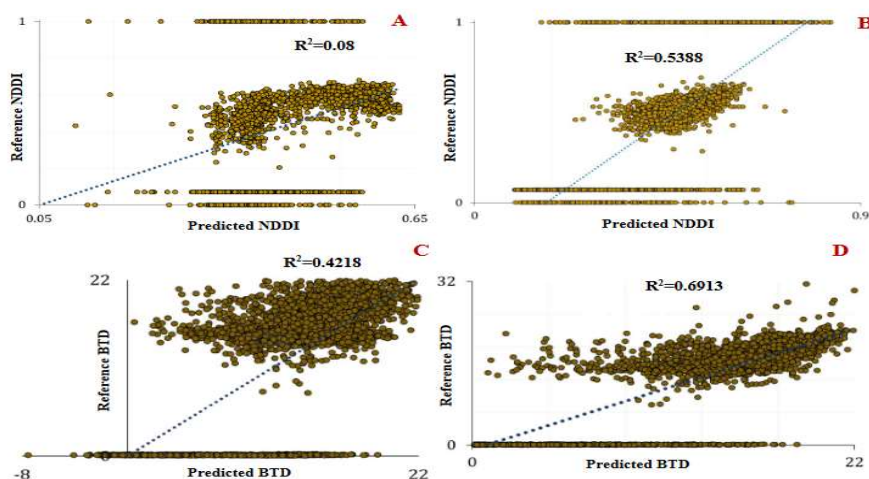 1
A
R²=0.08
Reference NDDI
0
0.05
Predicted NDDI
0.65
1
B
R²=0.5388
Reference NDDI
0
0
Predicted NDDI
0.9
C
22
R²=0.4218
Reference BTD
0
-8
Predicted BTD
22
D
32
R²=0.6913
Reference BTD
0
0
Predicted BTD
22